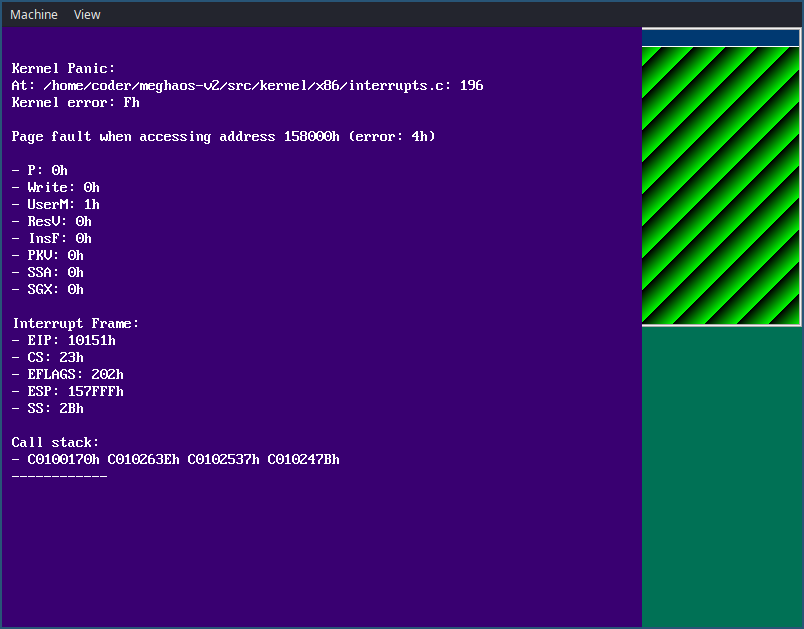 Machine View
Kernel Panic:
At: /home/coder/meghaos-v2/src/kernel/x86/interrupts.c: 196
Kernel error: Fh
Page fault when accessing address 158000h (error: 4h)
- P: 0h
- Write: 0h
- UserM: 1h
- ResV: 0h
- InsF: 0h
- PKV: 0h
- SSA: 0h
- SGX: 0h
Interrupt Frame:
- EIP: 10151h
- CS: 23h
- EFLAGS: 202h
- ESP: 157FFFh
- SS: 2Bh
Call stack:
- C0100170h C010263Eh C0102537h C010247Bh
------------